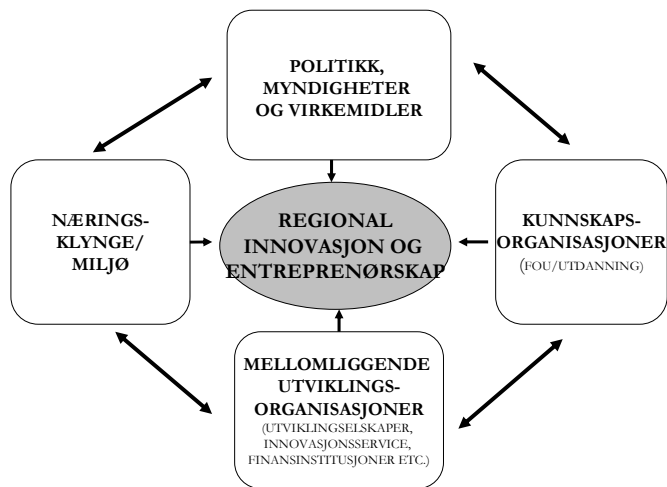 POLITIKK,
MYNDIGHETER
OG VIRKEMIDLER
NÆRINGS-
KLYNGE/
MILJØ
REGIONAL
INNOVASJON OG
ENTREPRENØRSKAP
KUNNSKAPS-
ORGANISASJONER
(FOU/UTDANNING)
MELLOMLIGGENDE
UTVIKLINGS-
ORGANISASJONER
(UTVIKLINGSELSKAPER,
INNOVASJONSSERVICE,
FINANSINSTITUSJONER ETC.)